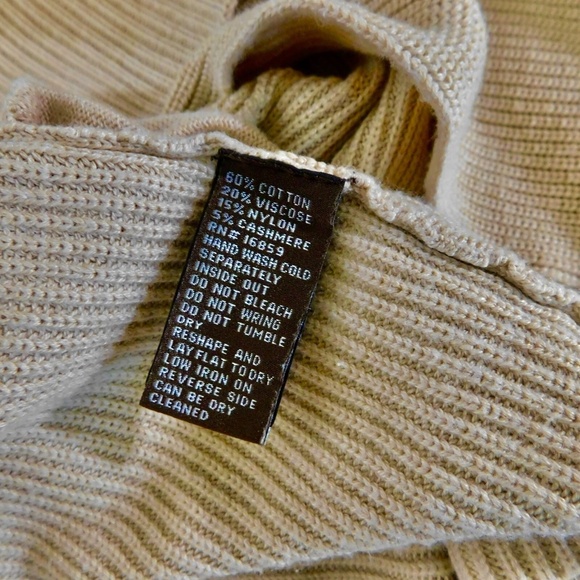 60% COTTON
20% VISCOSE
15% NYLON
5% CASHMERE
RN# 16859
HAND WASH COLD
SEPARATELY
INSIDE OUT
DO NOT BLEACH
DO NOT WRING
DO NOT TUMBLE
DRY
RESHAPE AND
LAY FLAT TO DRY
LOW IRON ON
REVERSE SIDE
CAN BE DRY
CLEANED